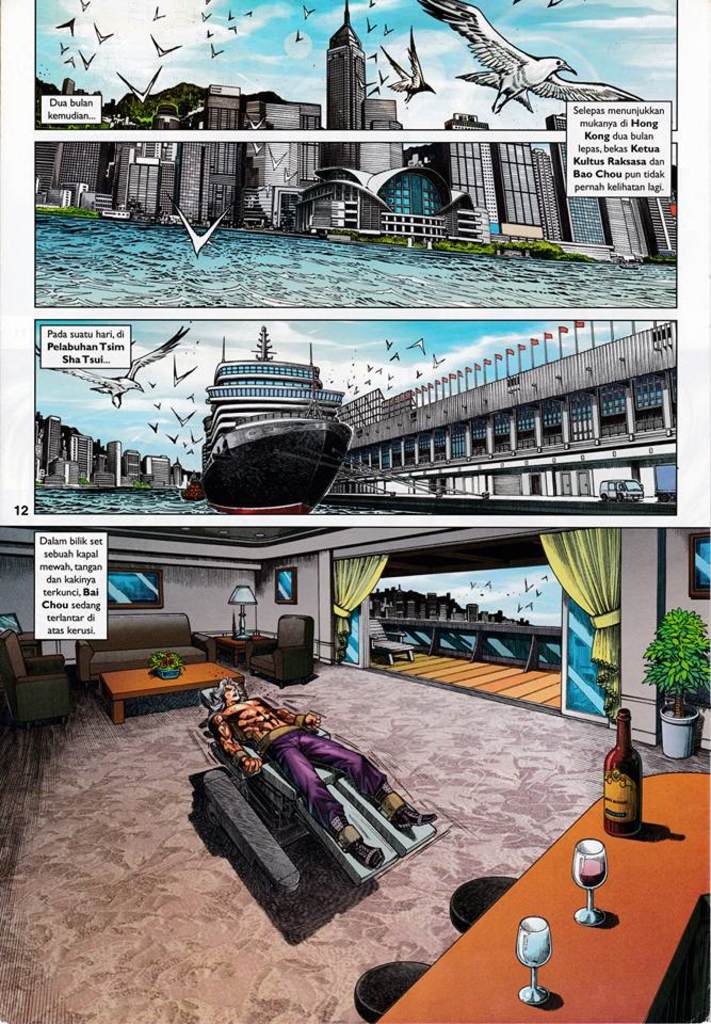 Dua bulan
kemudian...
Selepas menunjukkan
mukanya di Hong
Kong dua bulan
lepas, bekas Ketua
Kultus Raksasa dan
Bao Chou pun tidak
pernah kelihatan lagi.
Pada suatu hari, di
Pelabuhan Tsim
Sha Tsui...
12
Dalam bilik set
sebuah kapal
mewah, tangan
dan kakinya
terkunci, Bai
Chou sedang
terlantar di
atas kerusi.